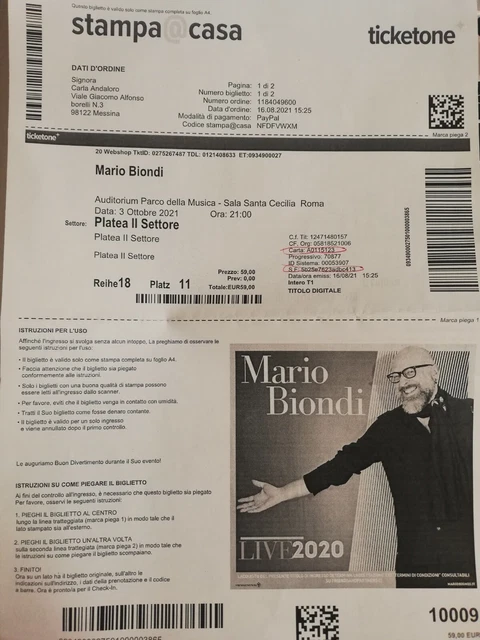 Questo biglietto è valido solo come stampa completa su foglio A4.
stampa@casa
ticketone
DATI D'ORDINE
Signora
Carla Andaloro
Viale Giacomo Alfonso
borelli N.3
98122 Messina
Pagina: 1 di 2
Numero biglietto: 1 di 2
Numero ordine: 1184049600
Data d'ordine: 16.08.2021 15:25
Modalità di pagamento: PayPal
Codice stampa@casa NFDFVWXM
Marca piega 2
ticketone
20 Webshop TktID: 0275267487 TDL: 0121408833 ET:0934909027
Mario Biondi
Auditorium Parco della Musica - Sala Santa Cecilia Roma
Data: 3 Ottobre 2021 Ora: 21:00
Settore: Platea II Settore
Platea II Settore
Platea II Settore
C.f. Tit: 12471480157
CF. Org: 05818521006
Carta: A0115123
Progressivo: 70877
ID Sistema: 00053907
S.F.: 5b28e7823adbc413
Data/ora emiss: 16/08/21 15:25
Intero T1
TITOLO DIGITALE
Prezzo: 59,00
Prev: 0,00
Totale:EUR59,00
Reihe18 Platz 11
Marca piega 1
ISTRUZIONI PER L'USO
Affinché l'ingresso si svolga senza alcun intoppo, La preghiamo di osservare le
seguenti istruzioni per l'uso:
• Il biglietto è valido solo come stampa completa su foglio A4.
• Faccia attenzione che il biglietto sia piegato
conformemente alle istruzioni.
• Solo i biglietti con una buona qualità di stampa possono
essere letti all'ingresso dallo scanner.
• Per favore, eviti che il biglietto venga in contatto con umidità.
• Tratti il Suo biglietto come fosse denaro contante.
• Il biglietto è valido per un solo ingresso
e viene annullato dopo il primo controllo.
Le auguriamo Buon Divertimento durante il Suo evento!
ISTRUZIONI SU COME PIEGARE IL BIGLIETTO
Ai fini del controllo all'ingresso, è necessario che questo biglietto sia piegato
Per favore, osservi le seguenti istruzioni:
1. PIEGHI IL BIGLIETTO AL CENTRO
lungo la linea tratteggiata (marca piega 1) in modo tale che il
lato stampato sia all'esterno.
2. PIEGHI IL BIGLIETTO UN'ALTRA VOLTA
sulla seconda linea tratteggiata (marca piega 2) in modo tale che
le istruzioni su come piegare il biglietto scompaiano.
3. FINITO!
Ora su un lato ha il biglietto originale, sull'altro le
indicazioni sull'indirizzo, i dati della prenotazione e il codice
a barra. Ora è pronto/a per il Check-In.
Mario
Biondi
LIVE2020
10009
59,00 EUR